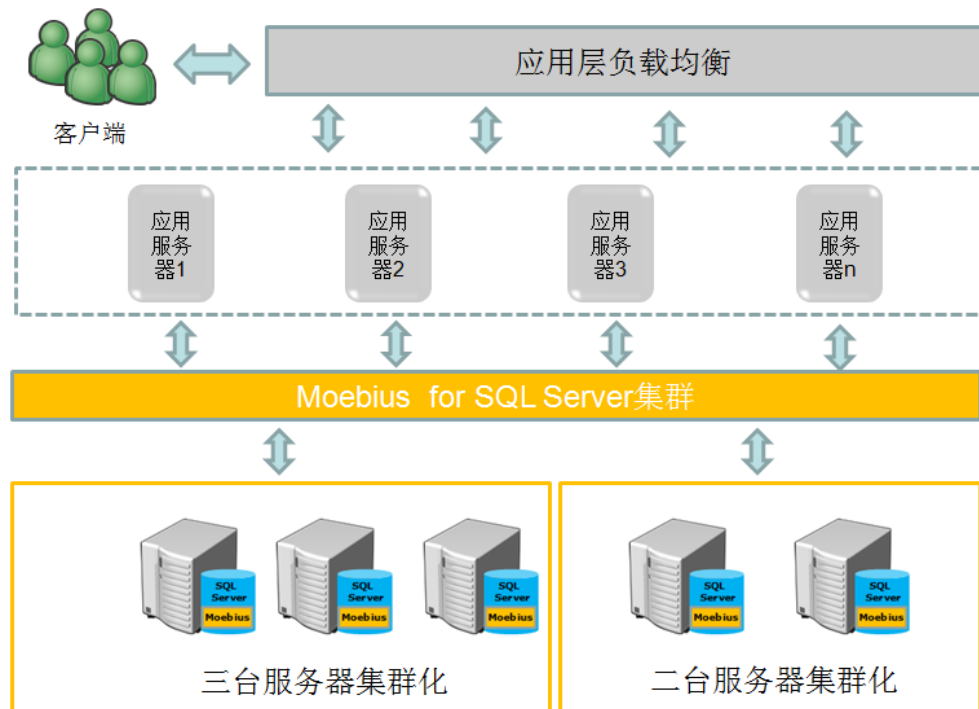 应用层负载均衡
客户端
应用
服务
器1
应用
服务
器2
应用
服务
器3
应用
服务
器n
Moebius for SQL Server集群
SQL
Server
Moebius
SQL
Server
Moebius
SQL
Server
Moebius
SQL
Server
Moebius
SQL
Server
Moebius
三台服务器集群化
二台服务器集群化